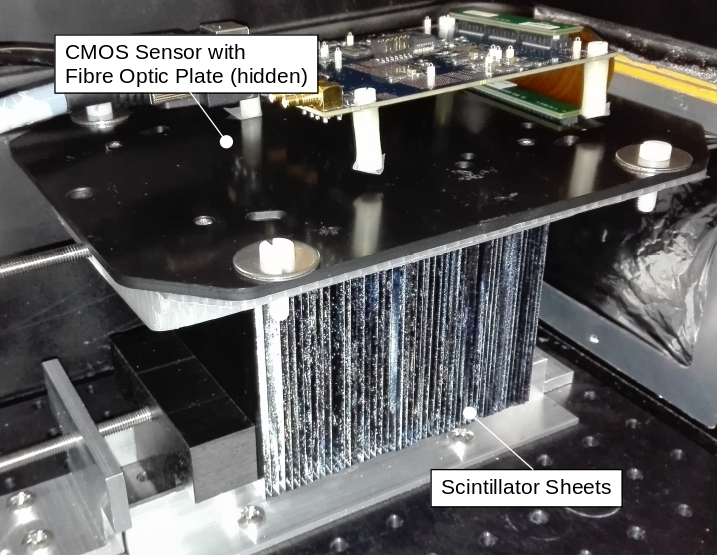 CMOS Sensor with
Fibre Optic Plate (hidden)
Scintillator Sheets